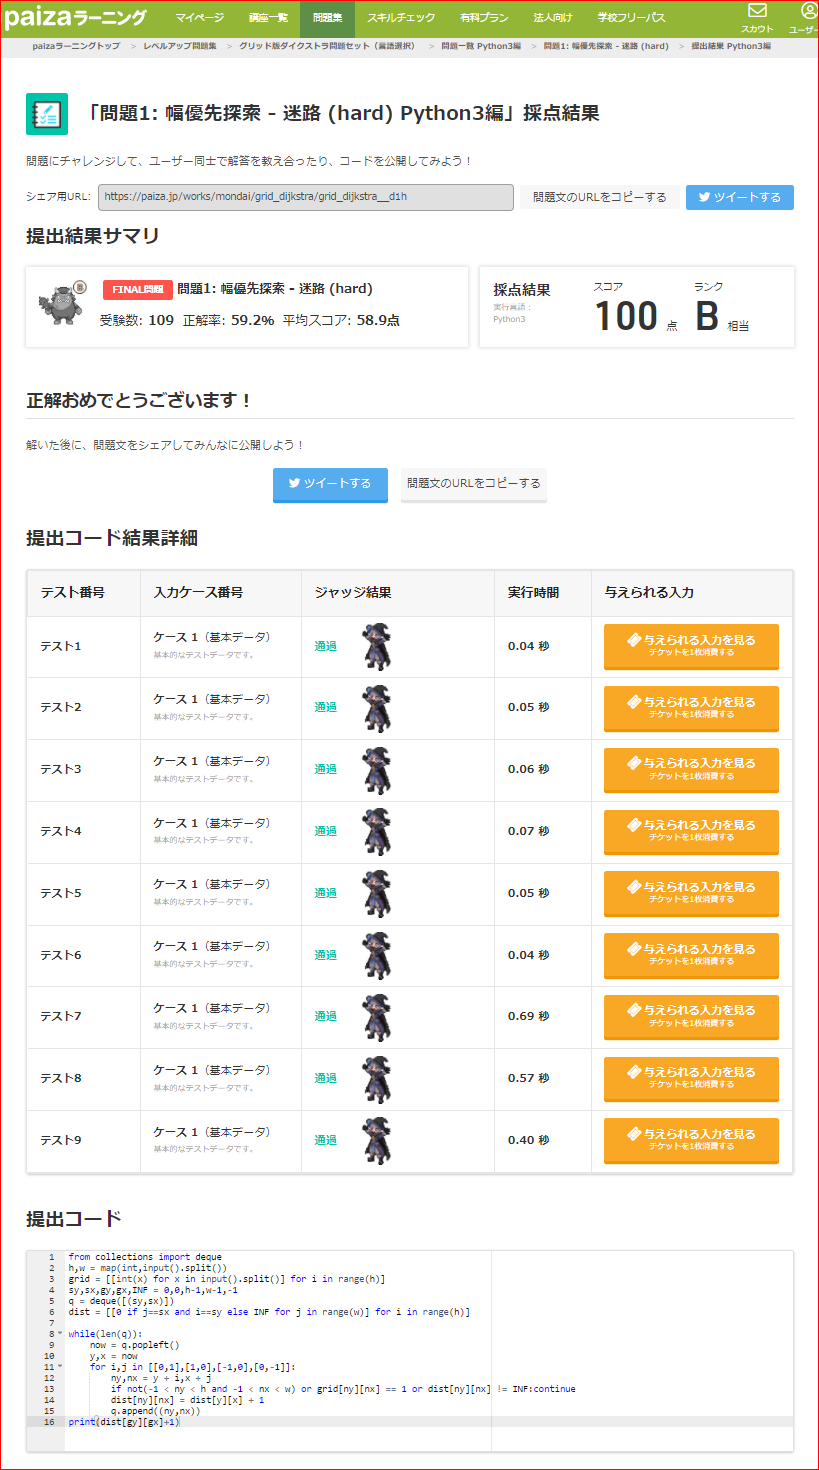 paizaラーニング
マイページ 講座一覧 問題集 スキルチェック 有料プラン 法人向け 学校フリーパス スカウト ユーザー
paizaラーニングトップ > レベルアップ問題集 > グリッド版ダイクストラ問題セット（言語選択） > 問題一覧 Python3編 > 問題1: 幅優先探索 - 迷路 (hard) > 提出結果 Python3編
「問題1: 幅優先探索 - 迷路 (hard) Python3編」採点結果
問題にチャレンジして、ユーザー同士で解答を教え合ったり、コードを公開してみよう！
シェア用URL: https://paiza.jp/works/mondai/grid_dijkstra/grid_dijkstra__d1h 問題文のURLをコピーする ツイートする
提出結果サマリ
B
FINAL問題 問題1: 幅優先探索 - 迷路 (hard)
受験数: 109 正解率: 59.2% 平均スコア: 58.9点
採点結果 スコア ランク
実行言語：
Python3
100 点 B 相当
正解おめでとうございます！
解いた後に、問題文をシェアしてみんなに公開しよう！
ツイートする 問題文のURLをコピーする
提出コード結果詳細
テスト番号 入力ケース番号 ジャッジ結果 実行時間 与えられる入力
テスト1 ケース 1（基本データ） 通過 0.04 秒 与えられる入力を見る
基本的なテストデータです。 チケットを1枚消費する
テスト2 ケース 1（基本データ） 通過 0.05 秒 与えられる入力を見る
基本的なテストデータです。 チケットを1枚消費する
テスト3 ケース 1（基本データ） 通過 0.06 秒 与えられる入力を見る
基本的なテストデータです。 チケットを1枚消費する
テスト4 ケース 1（基本データ） 通過 0.07 秒 与えられる入力を見る
基本的なテストデータです。 チケットを1枚消費する
テスト5 ケース 1（基本データ） 通過 0.05 秒 与えられる入力を見る
基本的なテストデータです。 チケットを1枚消費する
テスト6 ケース 1（基本データ） 通過 0.04 秒 与えられる入力を見る
基本的なテストデータです。 チケットを1枚消費する
テスト7 ケース 1（基本データ） 通過 0.69 秒 与えられる入力を見る
基本的なテストデータです。 チケットを1枚消費する
テスト8 ケース 1（基本データ） 通過 0.57 秒 与えられる入力を見る
基本的なテストデータです。 チケットを1枚消費する
テスト9 ケース 1（基本データ） 通過 0.40 秒 与えられる入力を見る
基本的なテストデータです。 チケットを1枚消費する
提出コード
1 from collections import deque
2 h,w = map(int,input().split())
3 grid = [[int(x) for x in input().split()] for i in range(h)]
4 sy,sx,gy,gx,INF = 0,0,h-1,w-1,-1
5 q = deque([(sy,sx)])
6 dist = [[0 if j==sx and i==sy else INF for j in range(w)] for i in range(h)]
7
8 while(len(q)):
9     now = q.popleft()
10     y,x = now
11     for i,j in [[0,1],[1,0],[-1,0],[0,-1]]:
12         ny,nx = y + i,x + j
13         if not(-1 < ny < h and -1 < nx < w) or grid[ny][nx] == 1 or dist[ny][nx] != INF:continue
14         dist[ny][nx] = dist[y][x] + 1
15         q.append((ny,nx))
16 print(dist[gy][gx]+1)